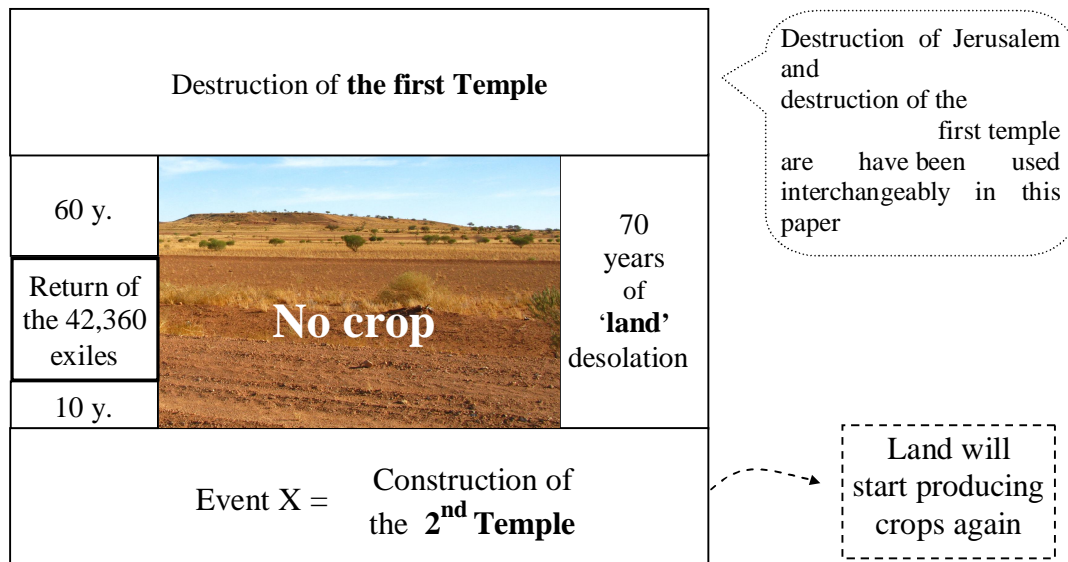 Destruction of the first Temple
Destruction of Jerusalem
and
destruction of the
first temple
are have been used
interchangeably in this
paper
60 y.
Return of
the 42,360
exiles
10 y.
No crop
70
years
of
‘land’
desolation
Event X = Construction of
the 2nd Temple
Land will
start producing
crops again